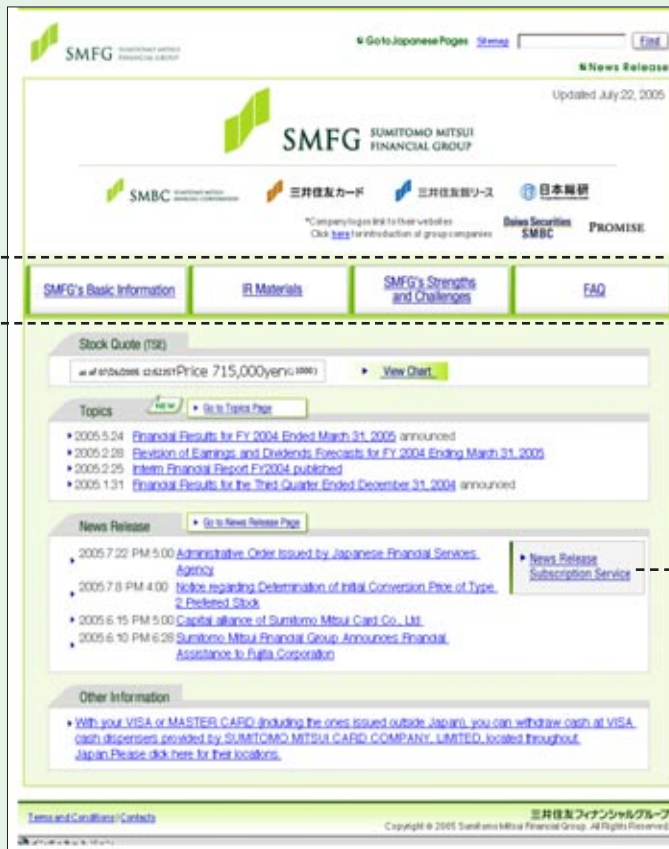 SMFG SUMITOMO MITSUI FINANCIAL GROUP
Go to Japanese Pages Sitemap Find
News Release
Updated July 22, 2005
SMFG SUMITOMO MITSUI
FINANCIAL GROUP
SMBC 三井住友カード 三井住友銀リース 日本総研
*Company logos link to their websites
Click here for introduction of group companies
Daiwa Securities
SMBC
PROMISE
SMFG's Basic Information
IR Materials
SMFG's Strengths
and Challenges
FAQ
Stock Quote (TSE)
Price 715,000yen View Chart
Topics NEW Go to Topics Page
2005.5.24 Financial Results for FY 2004 Ended March 31, 2005 announced
2005.2.28 Revision of Earnings and Dividends Forecasts for FY 2004 Ending March 31, 2005
2005.2.25 Interim Financial Report FY2004 published
2005.1.31 Financial Results for the Third Quarter Ended December 31, 2004 announced
News Release Go to News Release Page
2005.7.22 PM 5:00 Administrative Order Issued by Japanese Financial Services
Agency
2005.7.8 PM 4:00 Notice regarding Determination of Initial Conversion Price of Type
2 Preferred Stock
2005.6.15 PM 5:00 Capital alliance of Sumitomo Mitsui Card Co., Ltd.
2005.6.10 PM 6:28 Sumitomo Mitsui Financial Group Announces Financial
Assistance to Fujita Corporation
News Release
Subscription Service
Other Information
With your VISA or MASTER CARD (including the ones issued outside Japan), you can withdraw cash at VISA
cash dispensers provided by SUMITOMO MITSUI CARD COMPANY, LIMITED, located throughout
Japan.Please click here for their locations.
Terms and Conditions | Contacts
三井住友フィナンシャルグループ
Copyright © 2005 Sumitomo Mitsui Financial Group. All Rights Reserved.